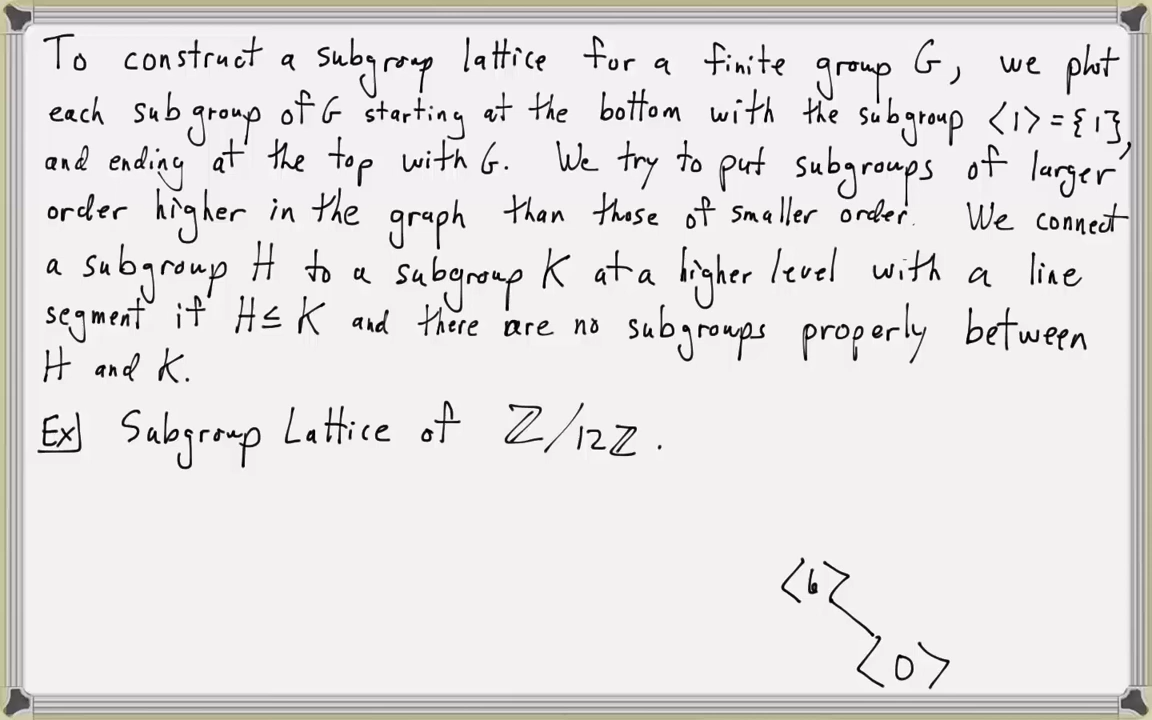 To construct a subgroup lattice for a finite group G, we plot
each subgroup of G starting at the bottom with the subgroup <1> = {1},
and ending at the top with G. We try to put subgroups of larger
order higher in the graph than those of smaller order. We connect
a subgroup H to a subgroup K at a higher level with a line
segment if H ≤ K and there are no subgroups properly between
H and K.
Ex] Subgroup Lattice of ℤ/12ℤ.
<6>
<0>